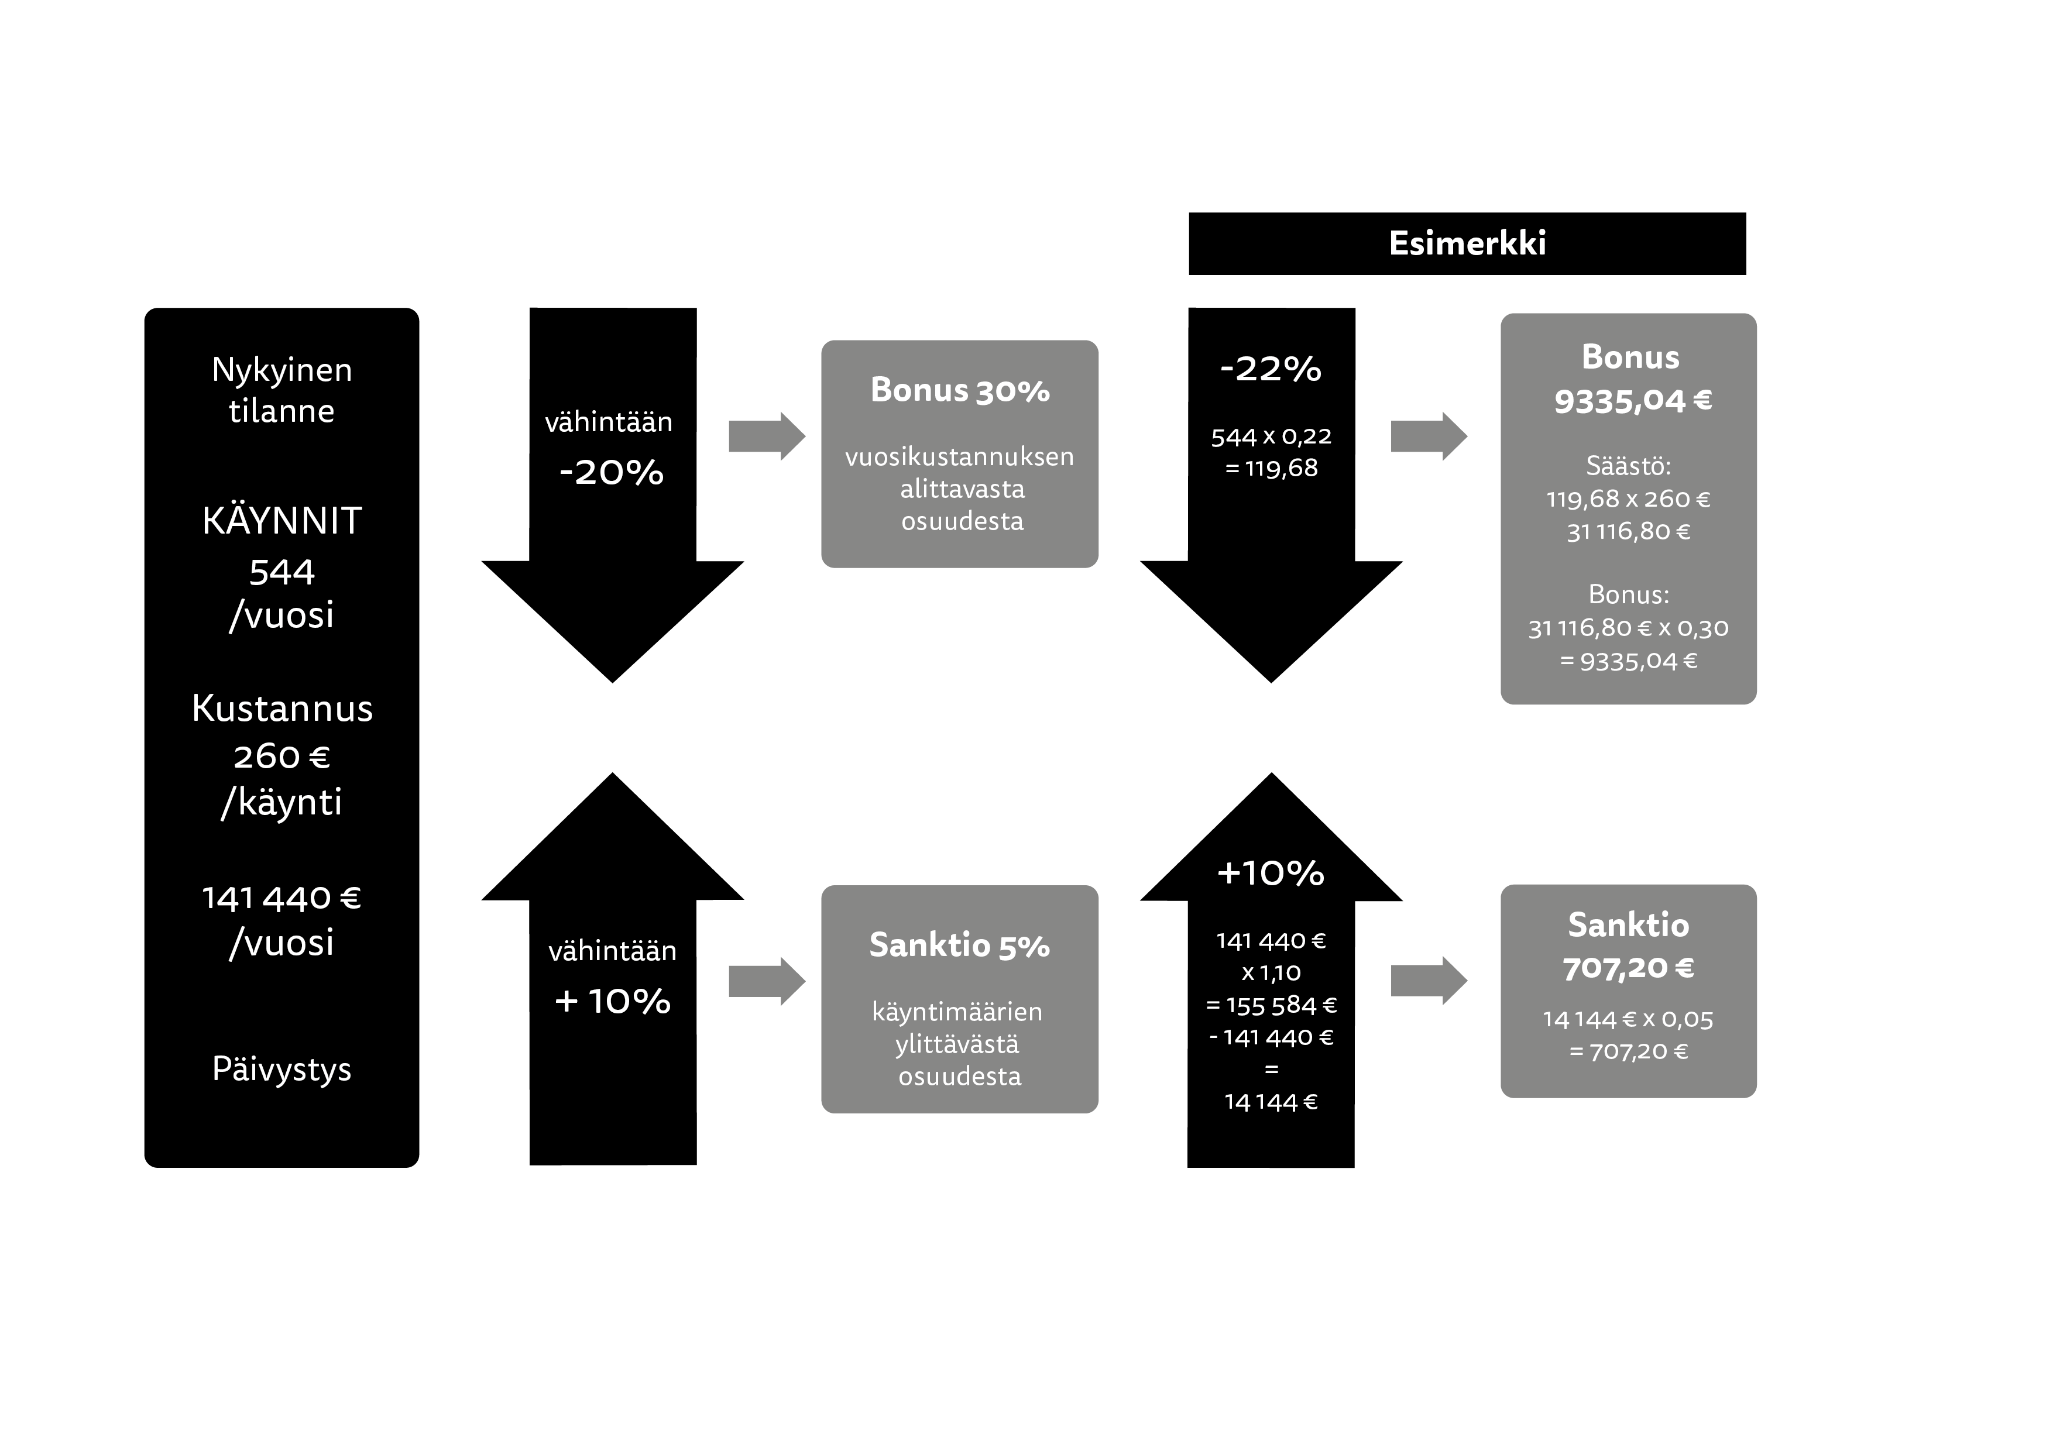 Esimerkki
Nykyinen
tilanne
KÄYNNIT
544
/vuosi
Kustannus
260 €
/käynti
141 440 €
/vuosi
Päivystys
vähintään
-20%
Bonus 30%
vuosikustannuksen
alittavasta
osuudesta
-22%
544 x 0,22
= 119,68
Bonus
9335,04 €
Säästö:
119,68 x 260 €
31 116,80 €
Bonus:
31 116,80 € x 0,30
= 9335,04 €
vähintään
+ 10%
Sanktio 5%
käyntimäärien
ylittävästä
osuudesta
+10%
141 440 €
x 1,10
= 155 584 €
- 141 440 €
=
14 144 €
Sanktio
707,20 €
14 144 € x 0,05
= 707,20 €